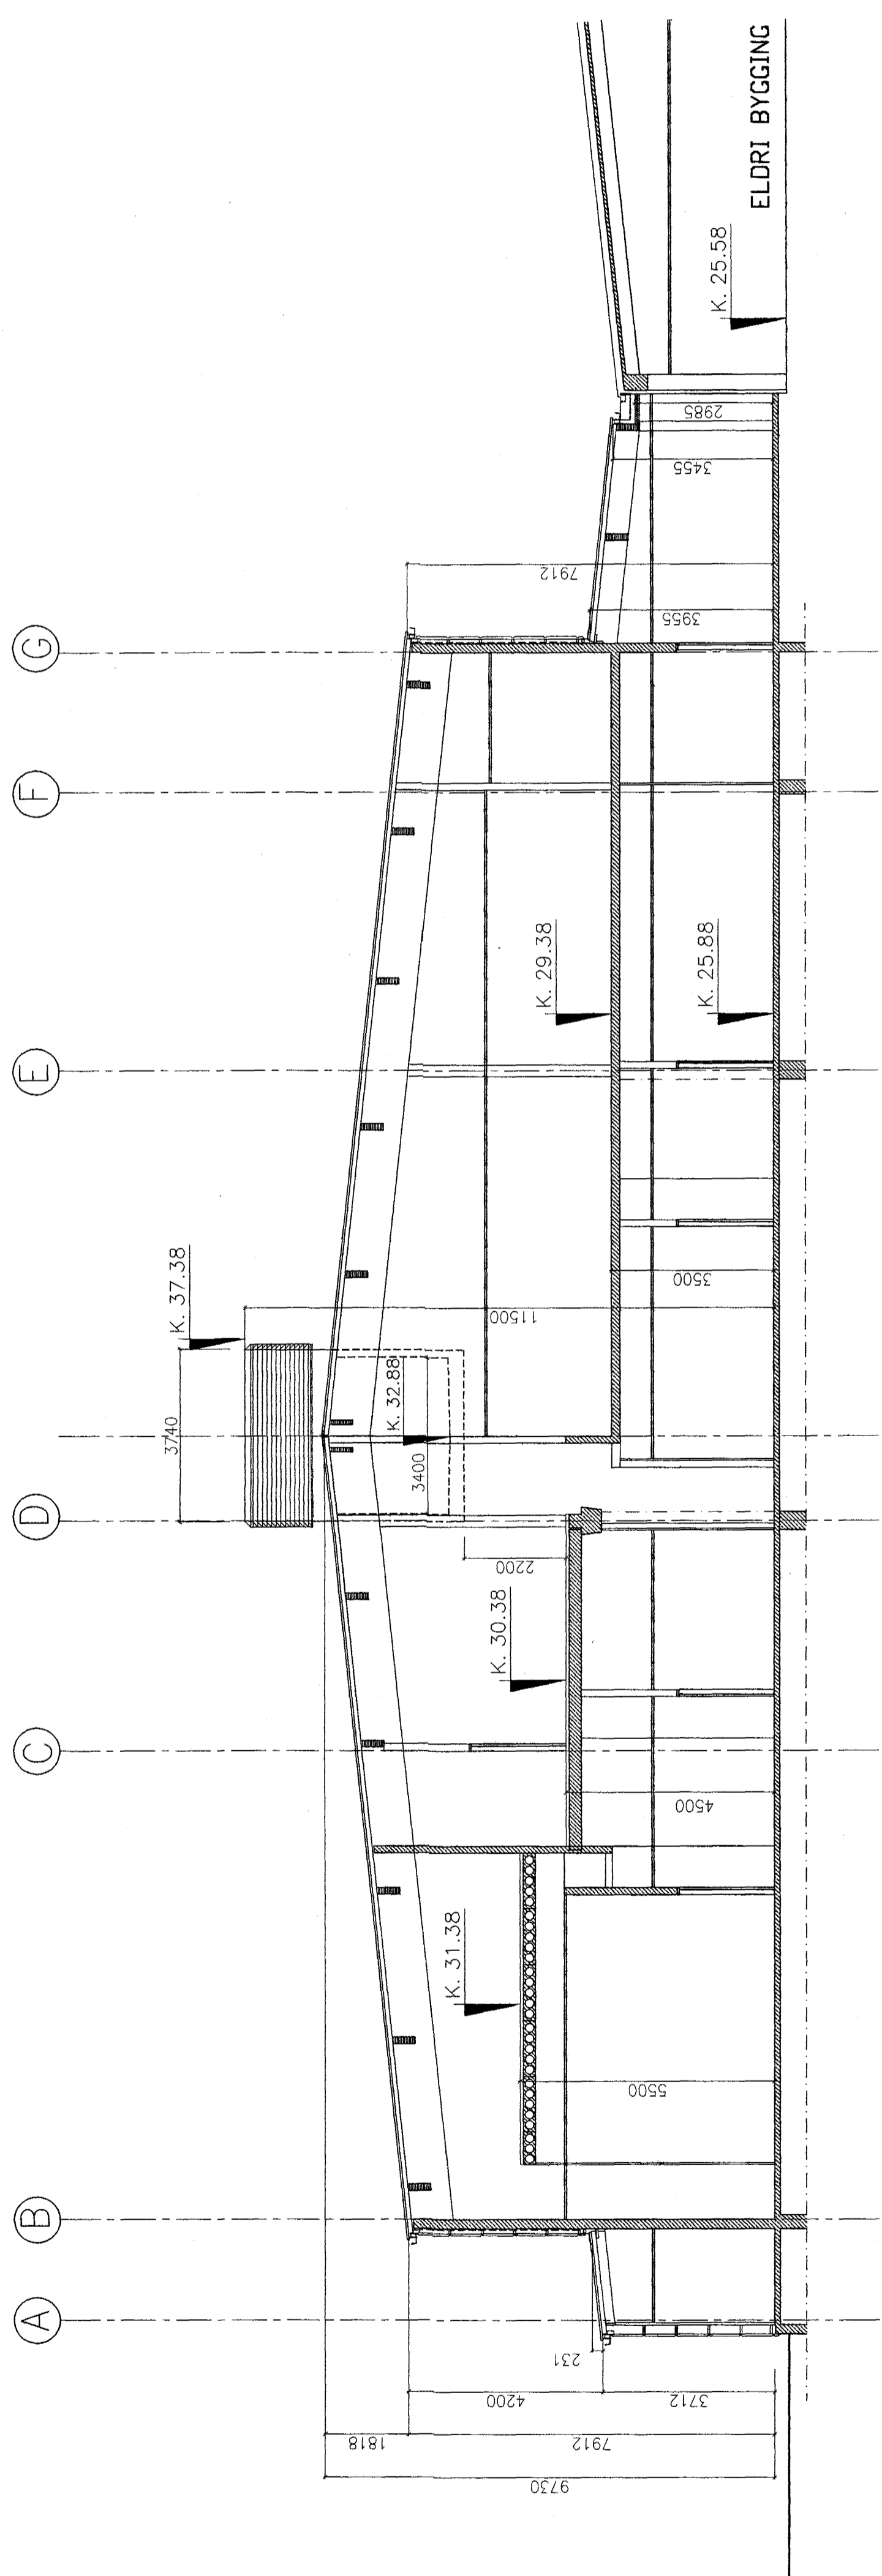 ELDRI BYGGING
K. 25.58
2985
3455
7912
3955
G
F
K. 29.38
K. 25.88
E
3500
11500
K. 37.38
3740
K. 32.88
3400
D
2200
K. 30.38
C
4500
K. 31.38
5500
B
A
231
4200
3712
1818
7912
9730